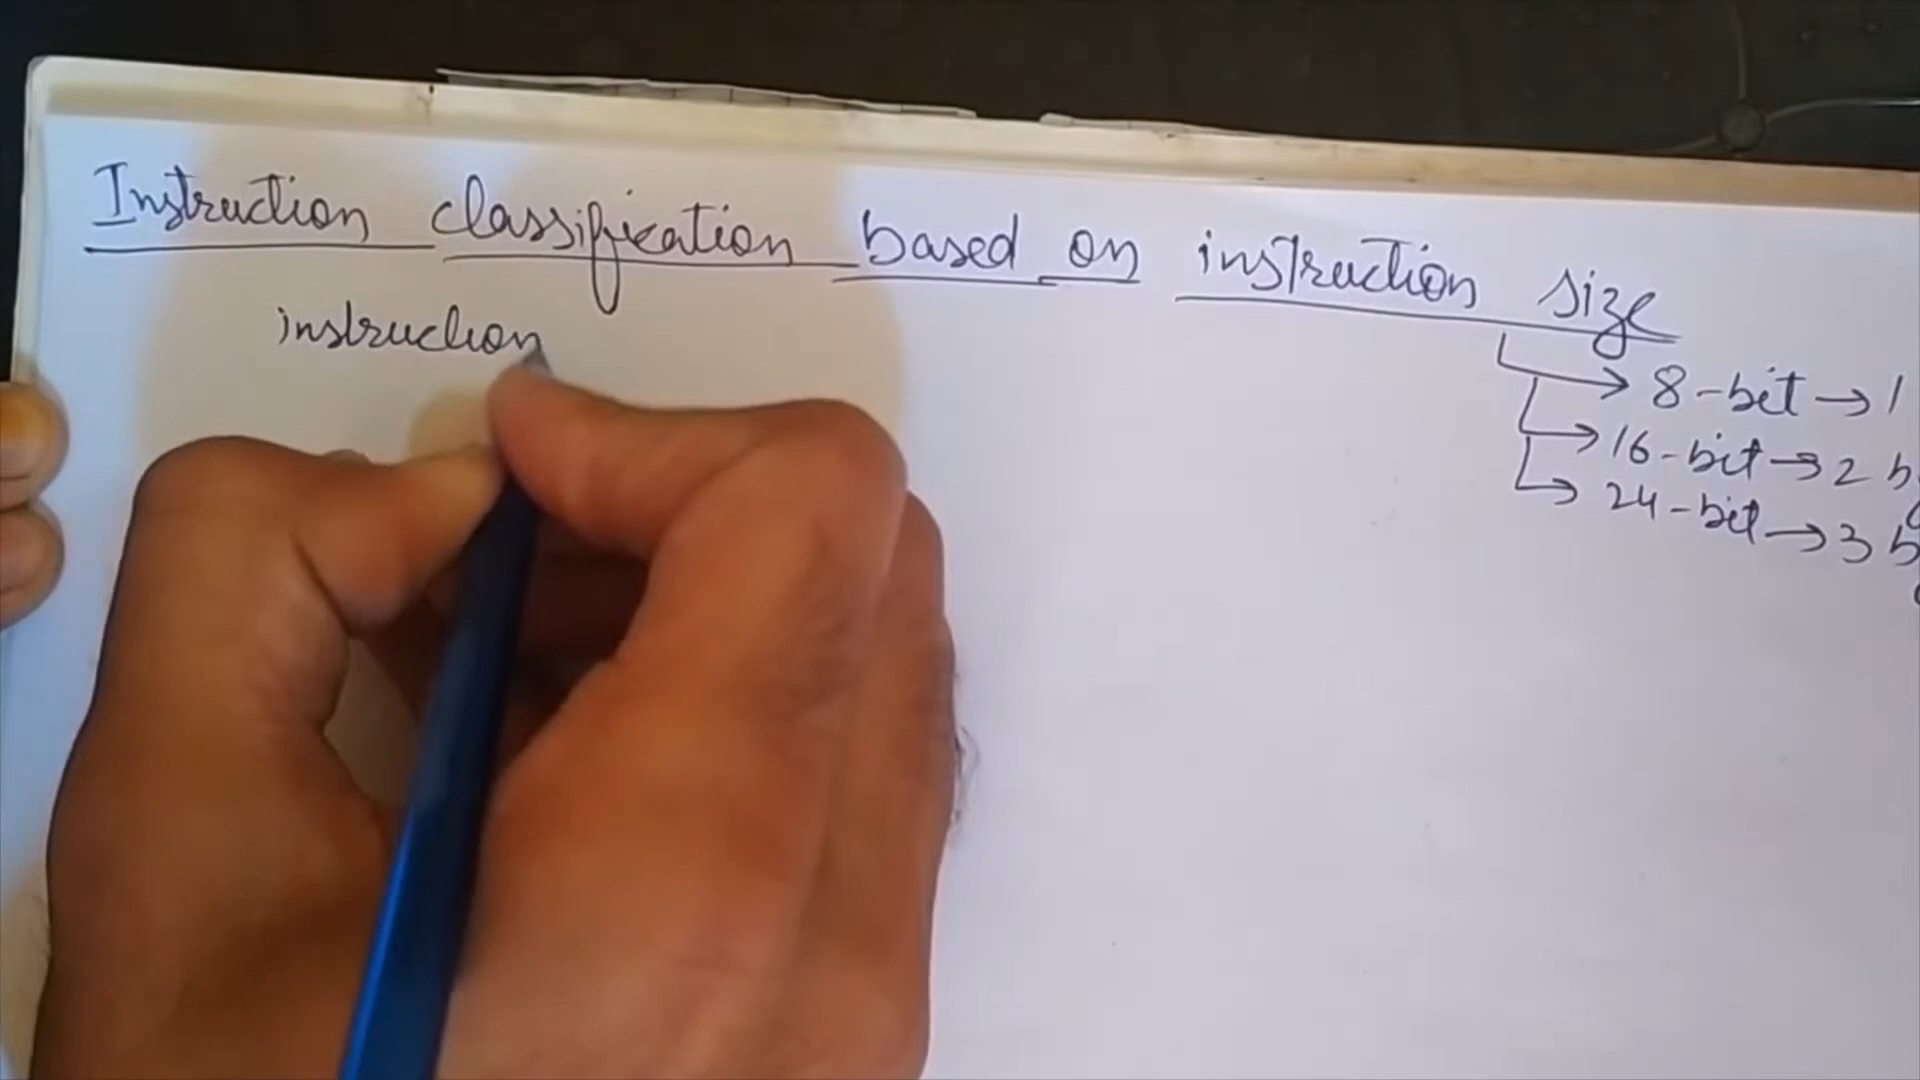 Instruction classification based on instruction size
instruction
8-bit → 1
16-bit → 2 b
24-bit → 3 b